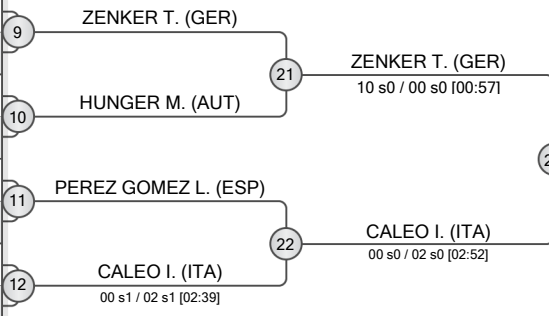 9
ZENKER T. (GER)
21
ZENKER T. (GER)
10 s0 / 00 s0 [00:57]
10
HUNGER M. (AUT)
11
PEREZ GOMEZ L. (ESP)
22
CALEO I. (ITA)
00 s0 / 02 s0 [02:52]
12
CALEO I. (ITA)
00 s1 / 02 s1 [02:39]